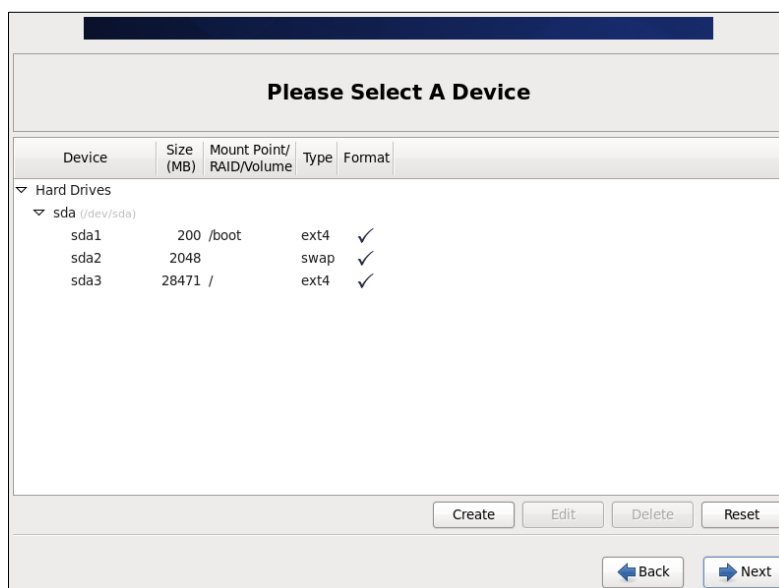 Please Select A Device
Device Size (MB) Mount Point/ RAID/Volume Type Format
Hard Drives
sda (/dev/sda)
sda1 200 /boot ext4 ✓
sda2 2048 swap ✓
sda3 28471 / ext4 ✓
Create Edit Delete Reset
Back Next